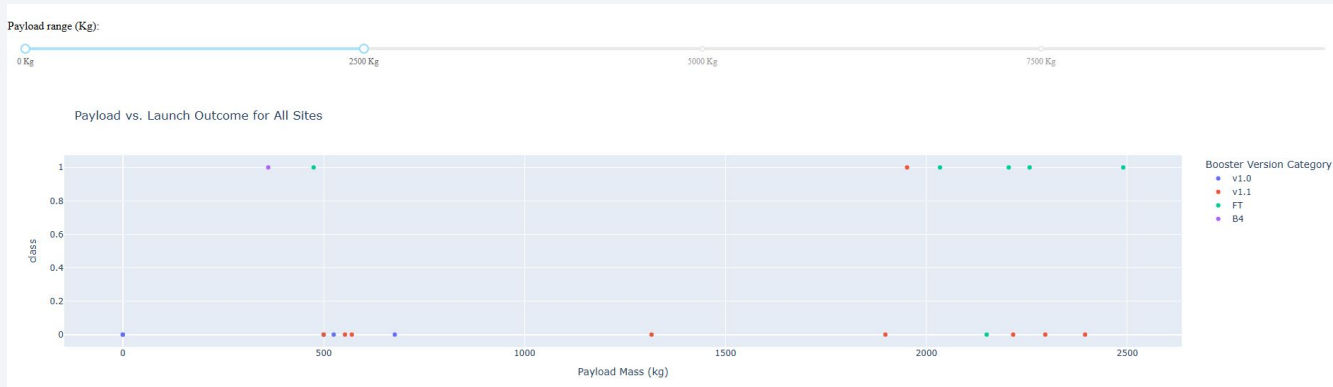 Payload range (Kg):
0 Kg 2500 Kg 5000 Kg 7500 Kg
Payload vs. Launch Outcome for All Sites
Booster Version Category
v1.0
v1.1
FT
B4
class
1
0.8
0.6
0.4
0.2
0
0 500 1000 1500 2000 2500
Payload Mass (kg)